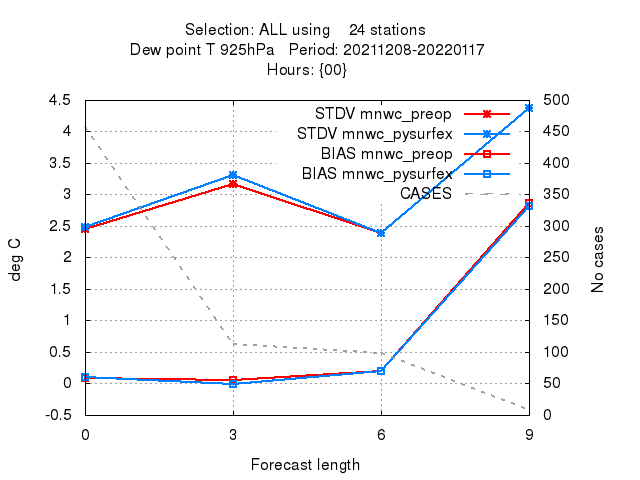 Selection: ALL using    24 stations
Dew point T 925hPa   Period: 20211208-20220117
Hours: {00}
4.5
4
3.5
3
2.5
2
1.5
1
0.5
0
-0.5
deg C
STDV mnwc_preop
STDV mnwc_pysurfex
BIAS mnwc_preop
BIAS mnwc_pysurfex
CASES
500
450
400
350
300
250
200
150
100
50
0
No cases
0 3 6 9
Forecast length